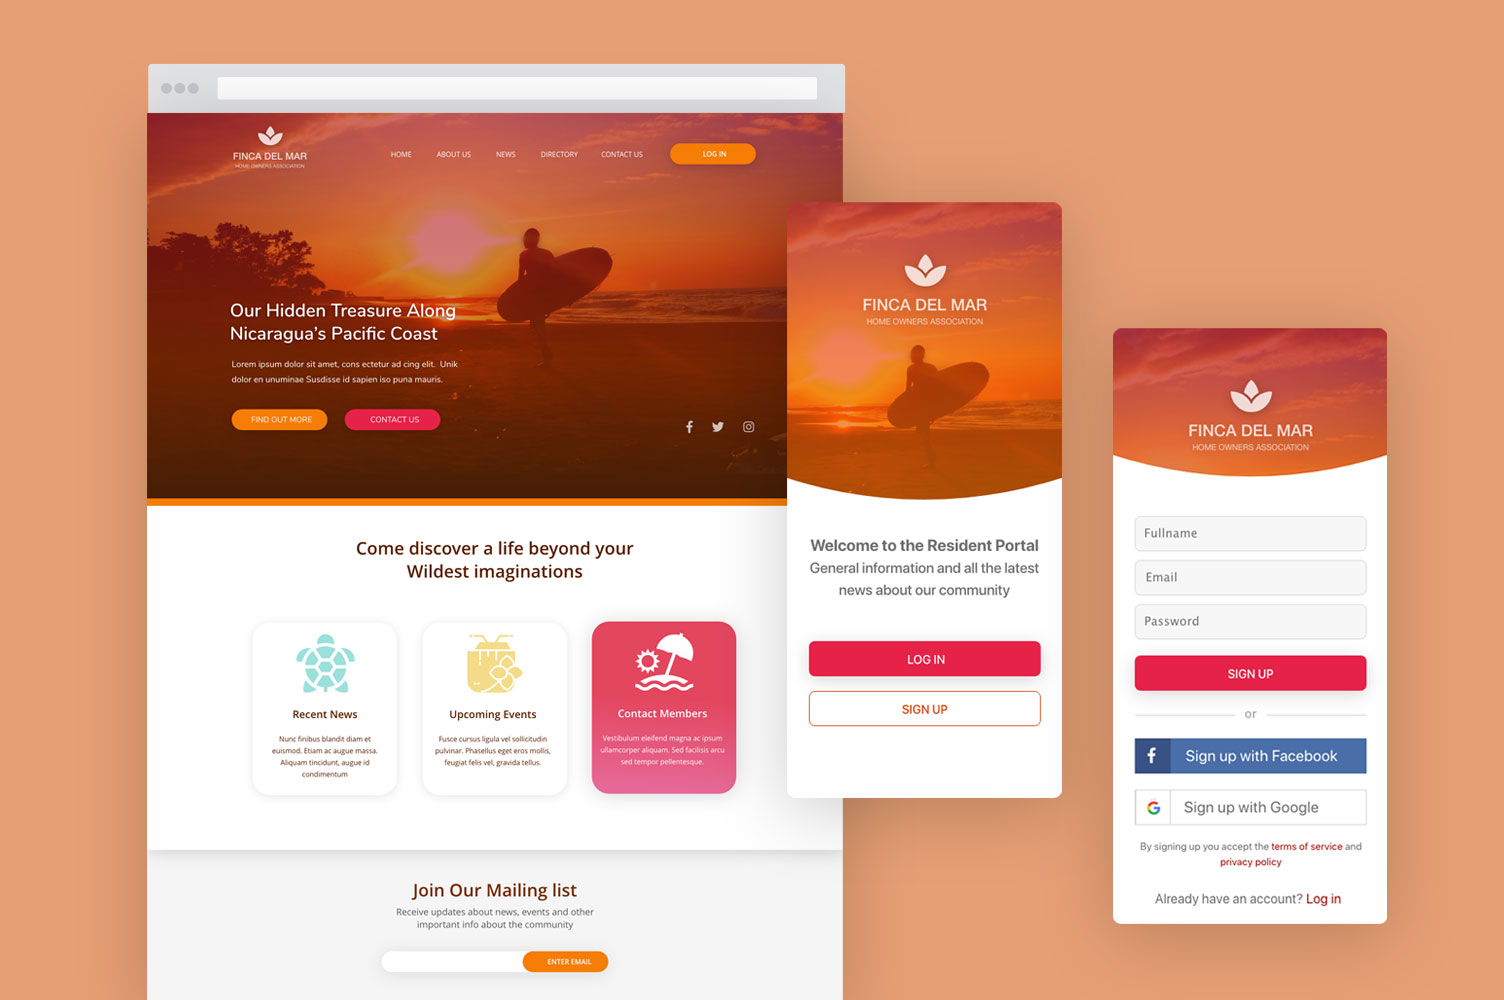 FINCA DEL MAR
HOME OWNERS ASSOCIATION
HOME
ABOUT US
NEWS
DIRECTORY
CONTACT US
LOG IN
Our Hidden Treasure Along
Nicaragua's Pacific Coast
Lorem ipsum dolor sit amet, cons ectetur ad cing elit. Unik
dolor en unuminae Susdisse id sapien iso puna mauris.
FIND OUT MORE
CONTACT US
Come discover a life beyond your
Wildest imaginations
Recent News
Nunc finibus blandit diam et
euismod. Etiam ac augue massa.
Aliquam tincidunt, augue id
condimentum
Upcoming Events
Fusce cursus ligula vel sollicitudin
pulvinar. Phasellus eget eros mollis,
feugiat felis vel, gravida tellus.
Contact Members
Vestibulum eleifend magna ac ipsum
ullamcorper aliquam. Sed facilisis arcu
sed tempor pellentesque.
Join Our Mailing list
Receive updates about news, events and other
important info about the community
ENTER EMAIL
FINCA DEL MAR
HOME OWNERS ASSOCIATION
Welcome to the Resident Portal
General information and all the latest
news about our community
LOG IN
SIGN UP
FINCA DEL MAR
HOME OWNERS ASSOCIATION
Fullname
Email
Password
SIGN UP
or
Sign up with Facebook
Sign up with Google
By signing up you accept the terms of service and
privacy policy
Already have an account? Log in